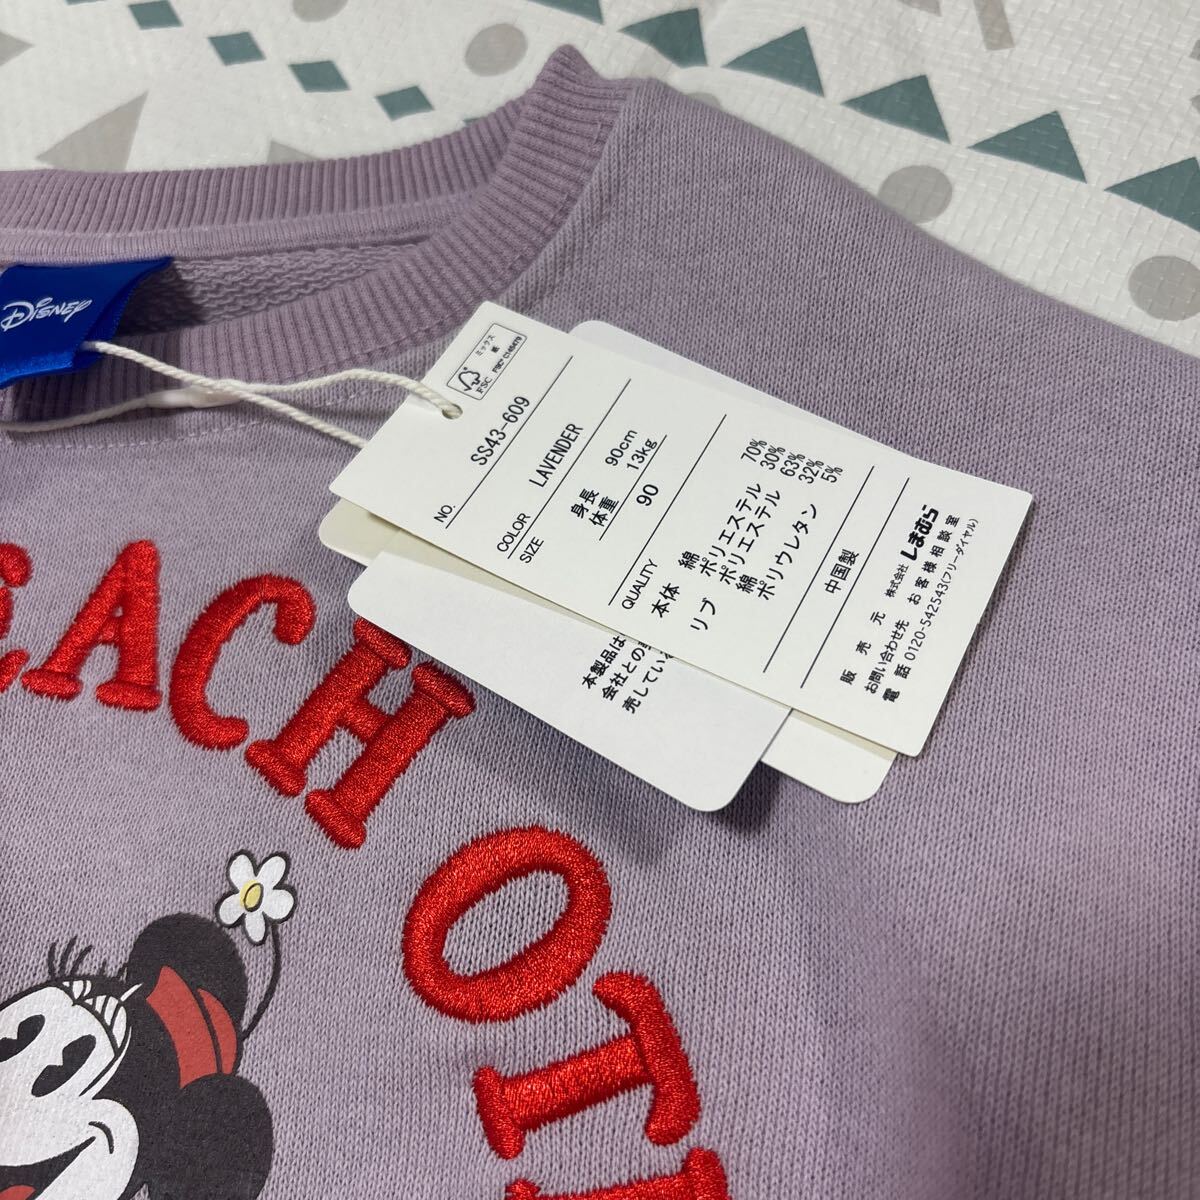 Disney
ミックス
紙
FSC
FSC® C145479
NO.
SS43-609
COLOR
LAVENDER
SIZE
身長 90cm
体重 13kg
90
QUALITY
本体 綿 70%
ポリエステル 30%
リブ ポリエステル 63%
綿 32%
ポリウレタン 5%
中国製
販売元 株式会社しまむら
お問い合わせ先 お客様相談室
電話 0120-542543(フリーダイヤル)
本製品は
会社との
売している
EACH OT